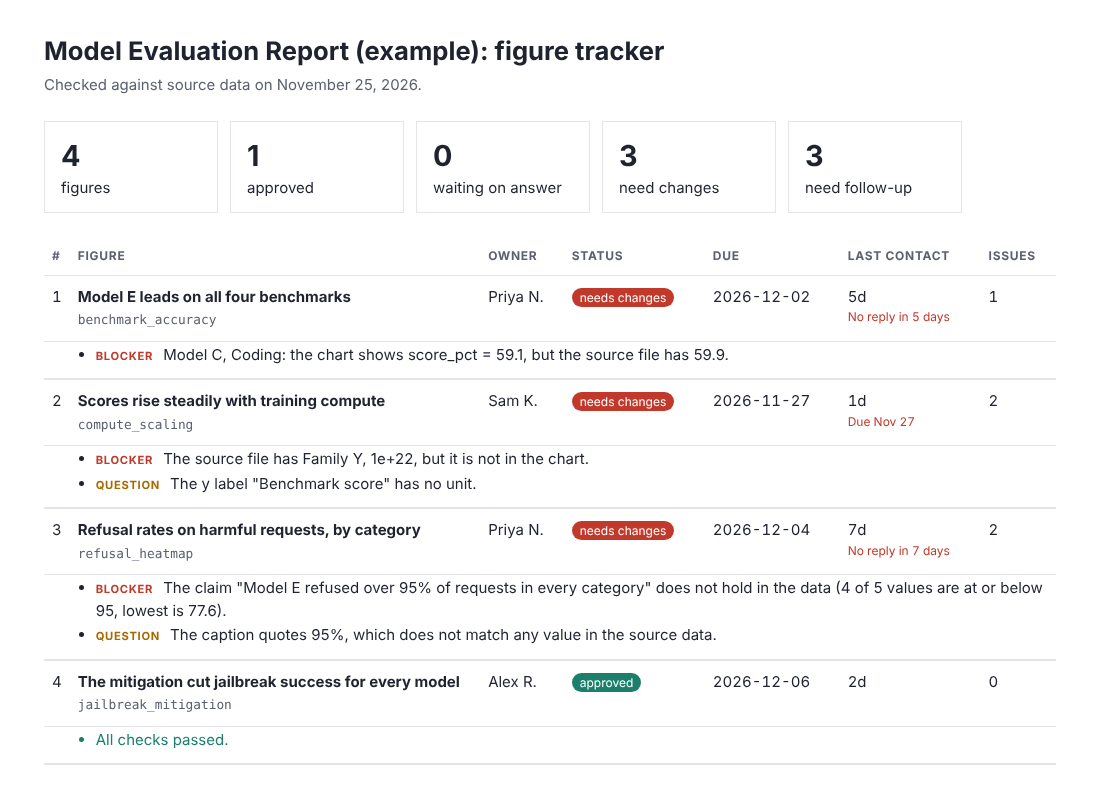 Model Evaluation Report (example): figure tracker
Checked against source data on November 25, 2026.
4
figures
1
approved
0
waiting on answer
3
need changes
3
need follow-up
# FIGURE OWNER STATUS DUE LAST CONTACT ISSUES
1 Model E leads on all four benchmarks Priya N. needs changes 2026-12-02 5d 1
benchmark_accuracy No reply in 5 days
• BLOCKER Model C, Coding: the chart shows score_pct = 59.1, but the source file has 59.9.
2 Scores rise steadily with training compute Sam K. needs changes 2026-11-27 1d 2
compute_scaling Due Nov 27
• BLOCKER The source file has Family Y, 1e+22, but it is not in the chart.
• QUESTION The y label "Benchmark score" has no unit.
3 Refusal rates on harmful requests, by category Priya N. needs changes 2026-12-04 7d 2
refusal_heatmap No reply in 7 days
• BLOCKER The claim "Model E refused over 95% of requests in every category" does not hold in the data (4 of 5 values are at or below
95, lowest is 77.6).
• QUESTION The caption quotes 95%, which does not match any value in the source data.
4 The mitigation cut jailbreak success for every model Alex R. approved 2026-12-06 2d 0
jailbreak_mitigation
• All checks passed.